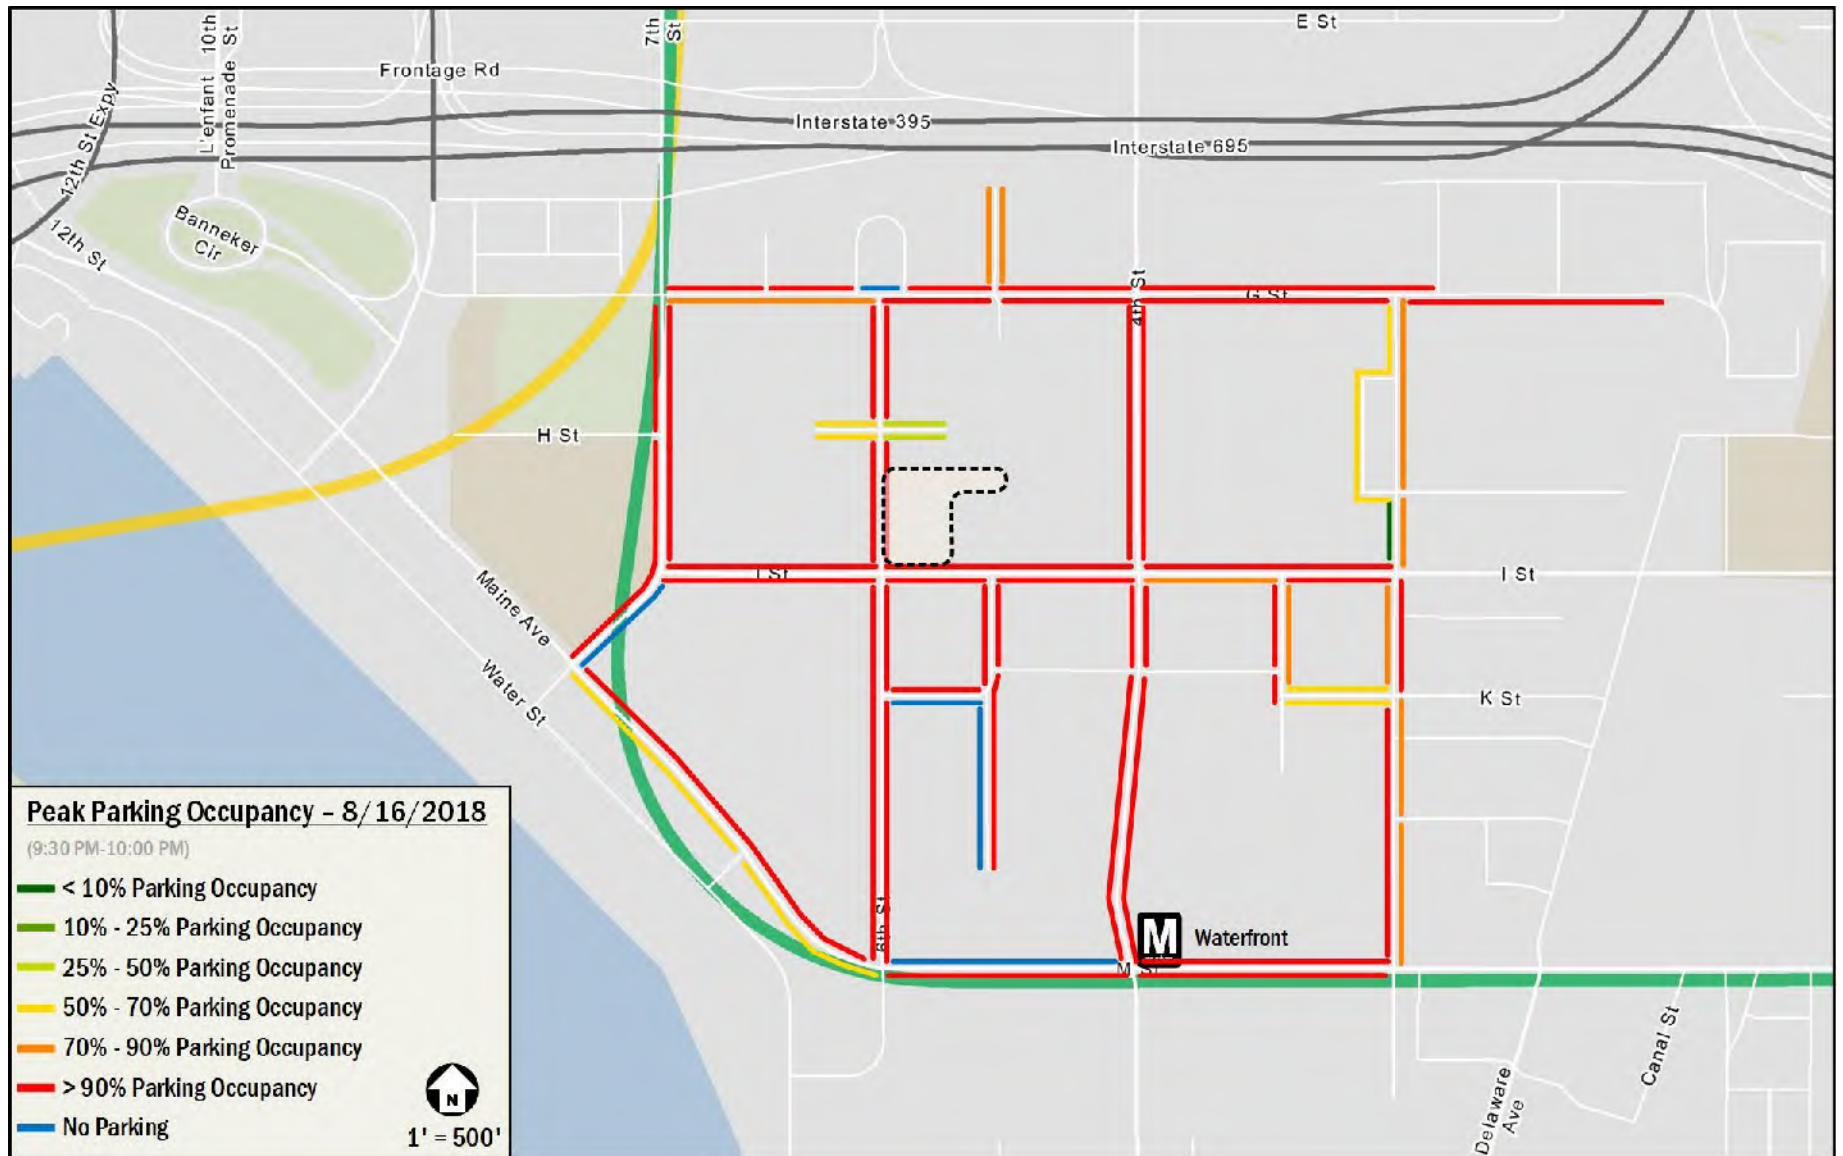 7th
St
E St
L'enfant 10th
Promenade St
Frontage Rd
12th St Expy
Interstate 395
Interstate 695
Banneker
Cir
12th St
4th St
G St
H St
I St
I St
Maine Ave
Water St
K St
6th St
M
Waterfront
M St
Canal St
Delaware
Ave
Peak Parking Occupancy – 8/16/2018
(9:30 PM-10:00 PM)
< 10% Parking Occupancy
10% - 25% Parking Occupancy
25% - 50% Parking Occupancy
50% - 70% Parking Occupancy
70% - 90% Parking Occupancy
> 90% Parking Occupancy
No Parking
N
1' = 500'